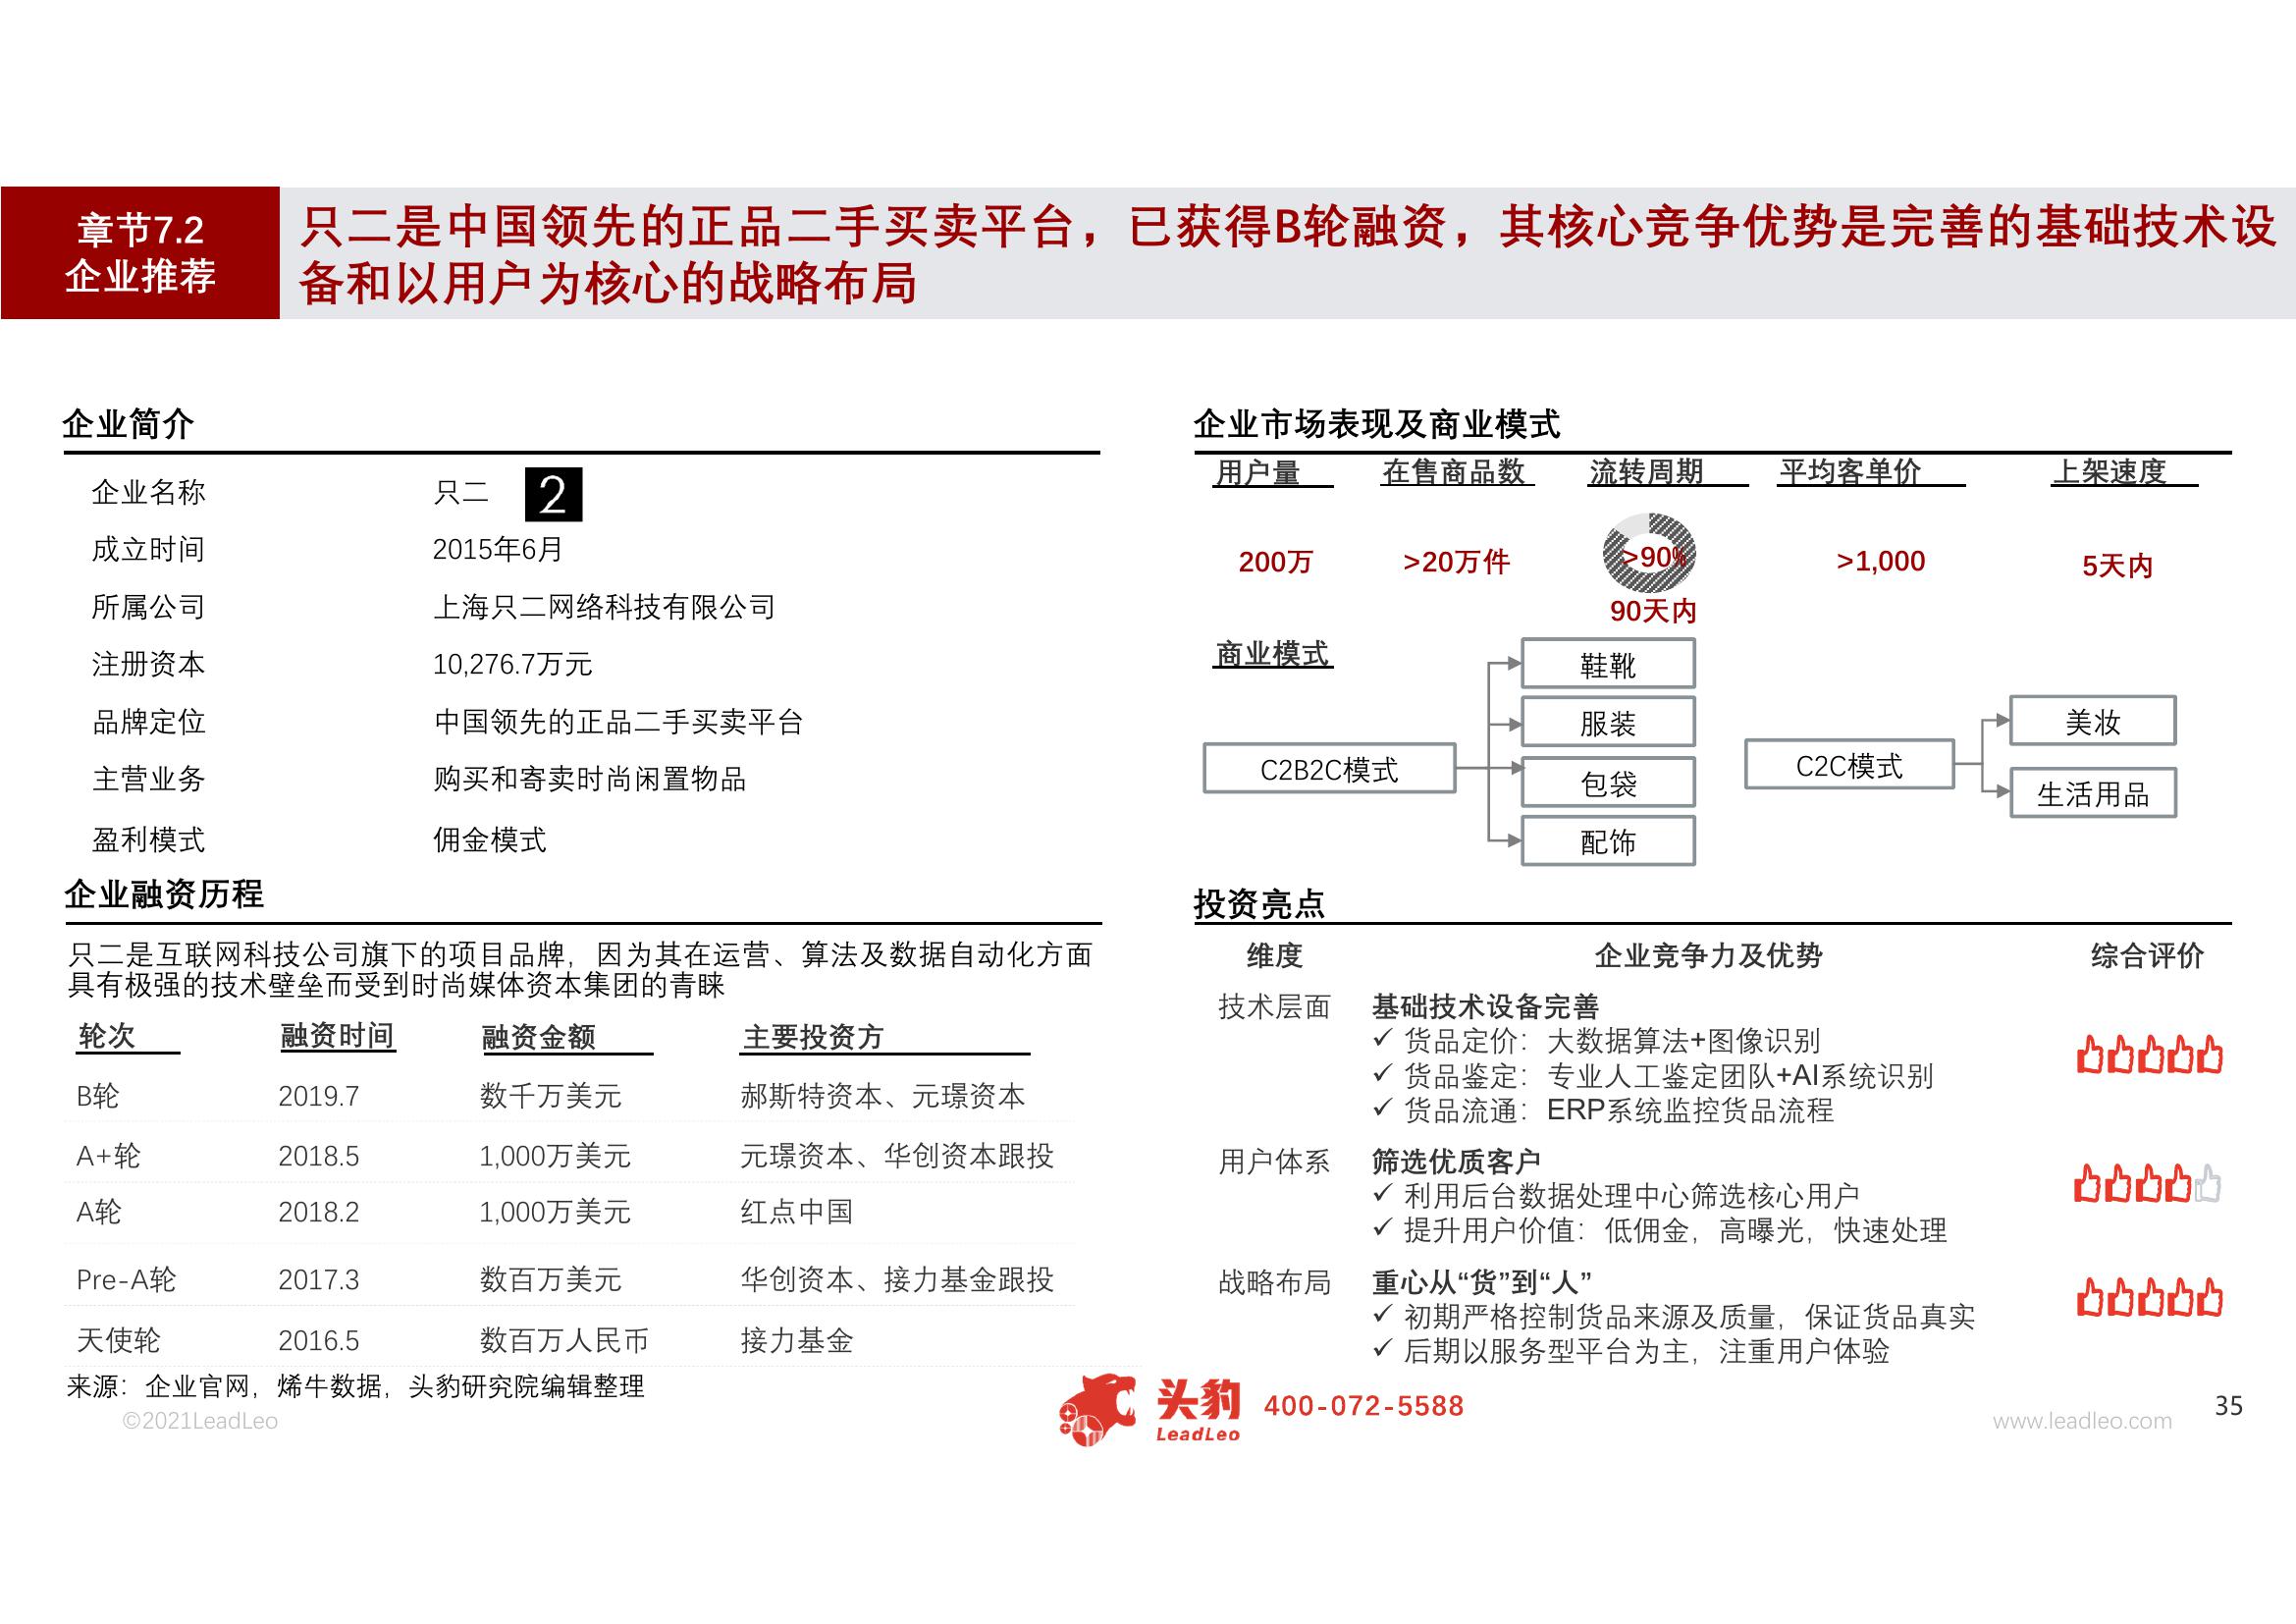 章节7.2
企业推荐
只二是中国领先的正品二手买卖平台，已获得B轮融资，其核心竞争优势是完善的基础技术设
备和以用户为核心的战略布局
企业简介
企业名称 只二 2
成立时间 2015年6月
所属公司 上海只二网络科技有限公司
注册资本 10,276.7万元
品牌定位 中国领先的正品二手买卖平台
主营业务 购买和寄卖时尚闲置物品
盈利模式 佣金模式
企业融资历程
只二是互联网科技公司旗下的项目品牌，因为其在运营、算法及数据自动化方面
具有极强的技术壁垒而受到时尚媒体资本集团的青睐
轮次 融资时间 融资金额 主要投资方
B轮 2019.7 数千万美元 郝斯特资本、元璟资本
A+轮 2018.5 1,000万美元 元璟资本、华创资本跟投
A轮 2018.2 1,000万美元 红点中国
Pre-A轮 2017.3 数百万美元 华创资本、接力基金跟投
天使轮 2016.5 数百万人民币 接力基金
来源：企业官网，烯牛数据，头豹研究院编辑整理
企业市场表现及商业模式
用户量 在售商品数 流转周期 平均客单价 上架速度
200万 >20万件 >90% >1,000 5天内
90天内
商业模式
C2B2C模式
鞋靴
服装
包袋
配饰
C2C模式
美妆
生活用品
投资亮点
维度 企业竞争力及优势 综合评价
技术层面 基础技术设备完善
✓ 货品定价：大数据算法+图像识别
✓ 货品鉴定：专业人工鉴定团队+AI系统识别
✓ 货品流通：ERP系统监控货品流程
用户体系 筛选优质客户
✓ 利用后台数据处理中心筛选核心用户
✓ 提升用户价值：低佣金，高曝光，快速处理
战略布局 重心从“货”到“人”
✓ 初期严格控制货品来源及质量，保证货品真实
✓ 后期以服务型平台为主，注重用户体验
©2021LeadLeo
头豹
LeadLeo
400-072-5588
www.leadleo.com
35